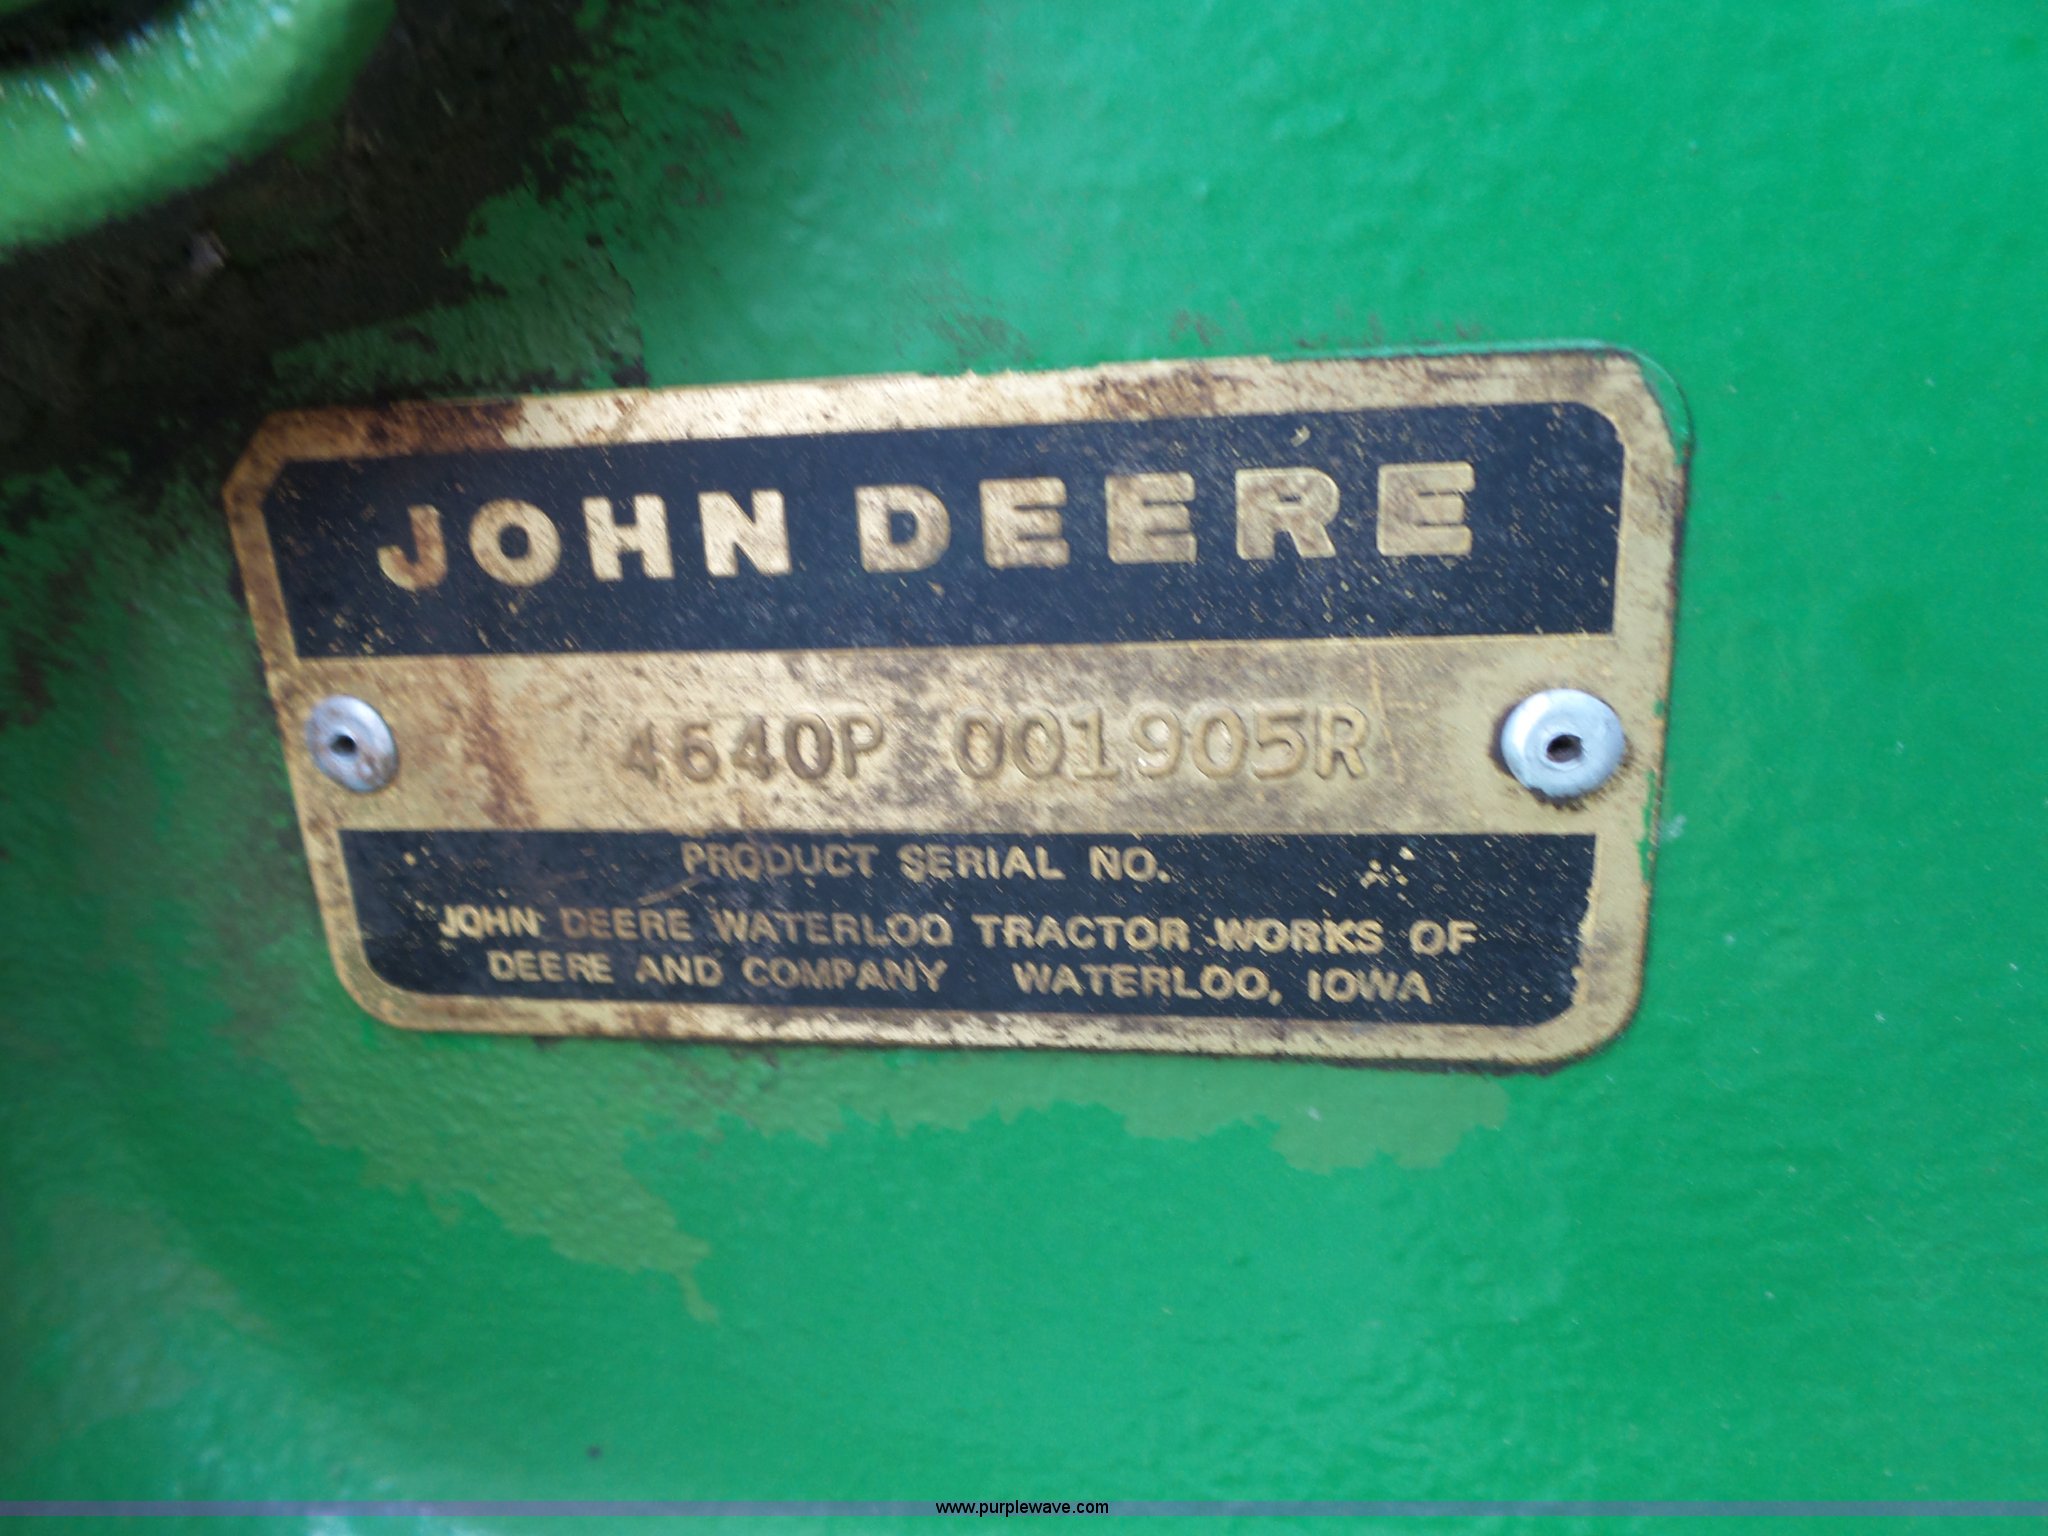 JOHN DEERE
4640P 001905R
PRODUCT SERIAL NO.
JOHN DEERE WATERLOO TRACTOR WORKS OF
DEERE AND COMPANY WATERLOO, IOWA
www.purplewave.com